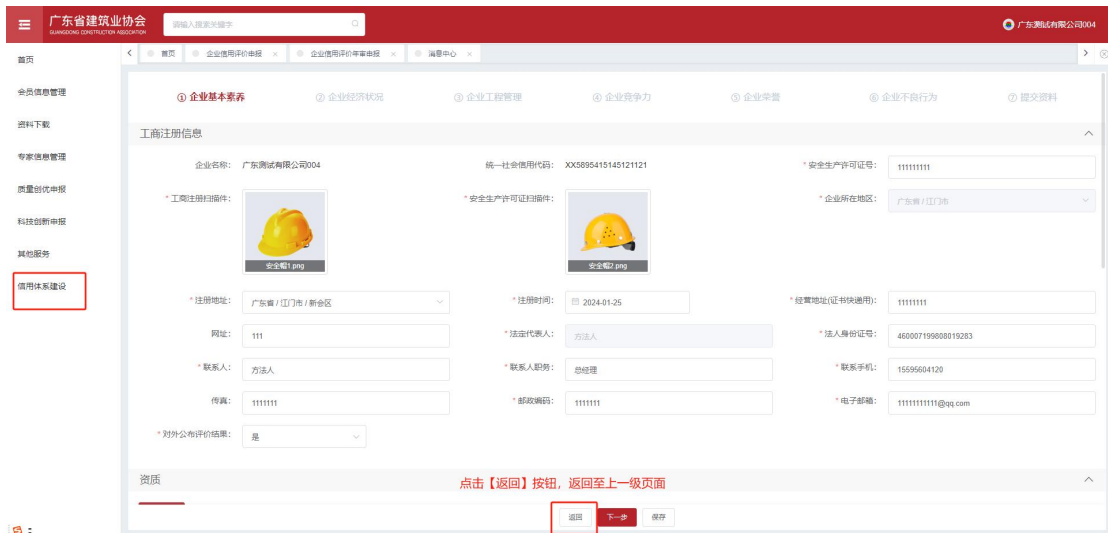 广东省建筑业协会
GUANGDONG CONSTRUCTION ASSOCIATION
请输入搜索关键字
广东测试有限公司004
首页
会员信息管理
资料下载
专家信息管理
质量创优申报
科技创新申报
其他服务
信用体系建设
首页 企业信用评价申报 × 企业信用评价年审申报 × 消息中心 ×
① 企业基本素养 ② 企业经济状况 ③ 企业工程管理 ④ 企业竞争力 ⑤ 企业荣誉 ⑥ 企业不良行为 ⑦ 提交资料
工商注册信息
企业名称: 广东测试有限公司004 统一社会信用代码: XX5895415145121121 * 安全生产许可证号: 111111111
* 工商注册扫描件: * 安全生产许可证扫描件: * 企业所在地区: 广东省 / 江门市
安全帽1.png 安全帽2.png
* 注册地址: 广东省 / 江门市 / 新会区 * 注册时间: 2024-01-25 * 经营地址(证书快递用): 11111111
网址: 111 * 法定代表人: 方法人 * 法人身份证号: 460007199808019283
* 联系人: 方法人 * 联系人职务: 总经理 * 联系手机: 15595604120
传真: 1111111 * 邮政编码: 1111111 * 电子邮箱: 11111111111@qq.com
* 对外公布评价结果: 是
资质
点击【返回】按钮，返回至上一级页面
返回 下一步 保存